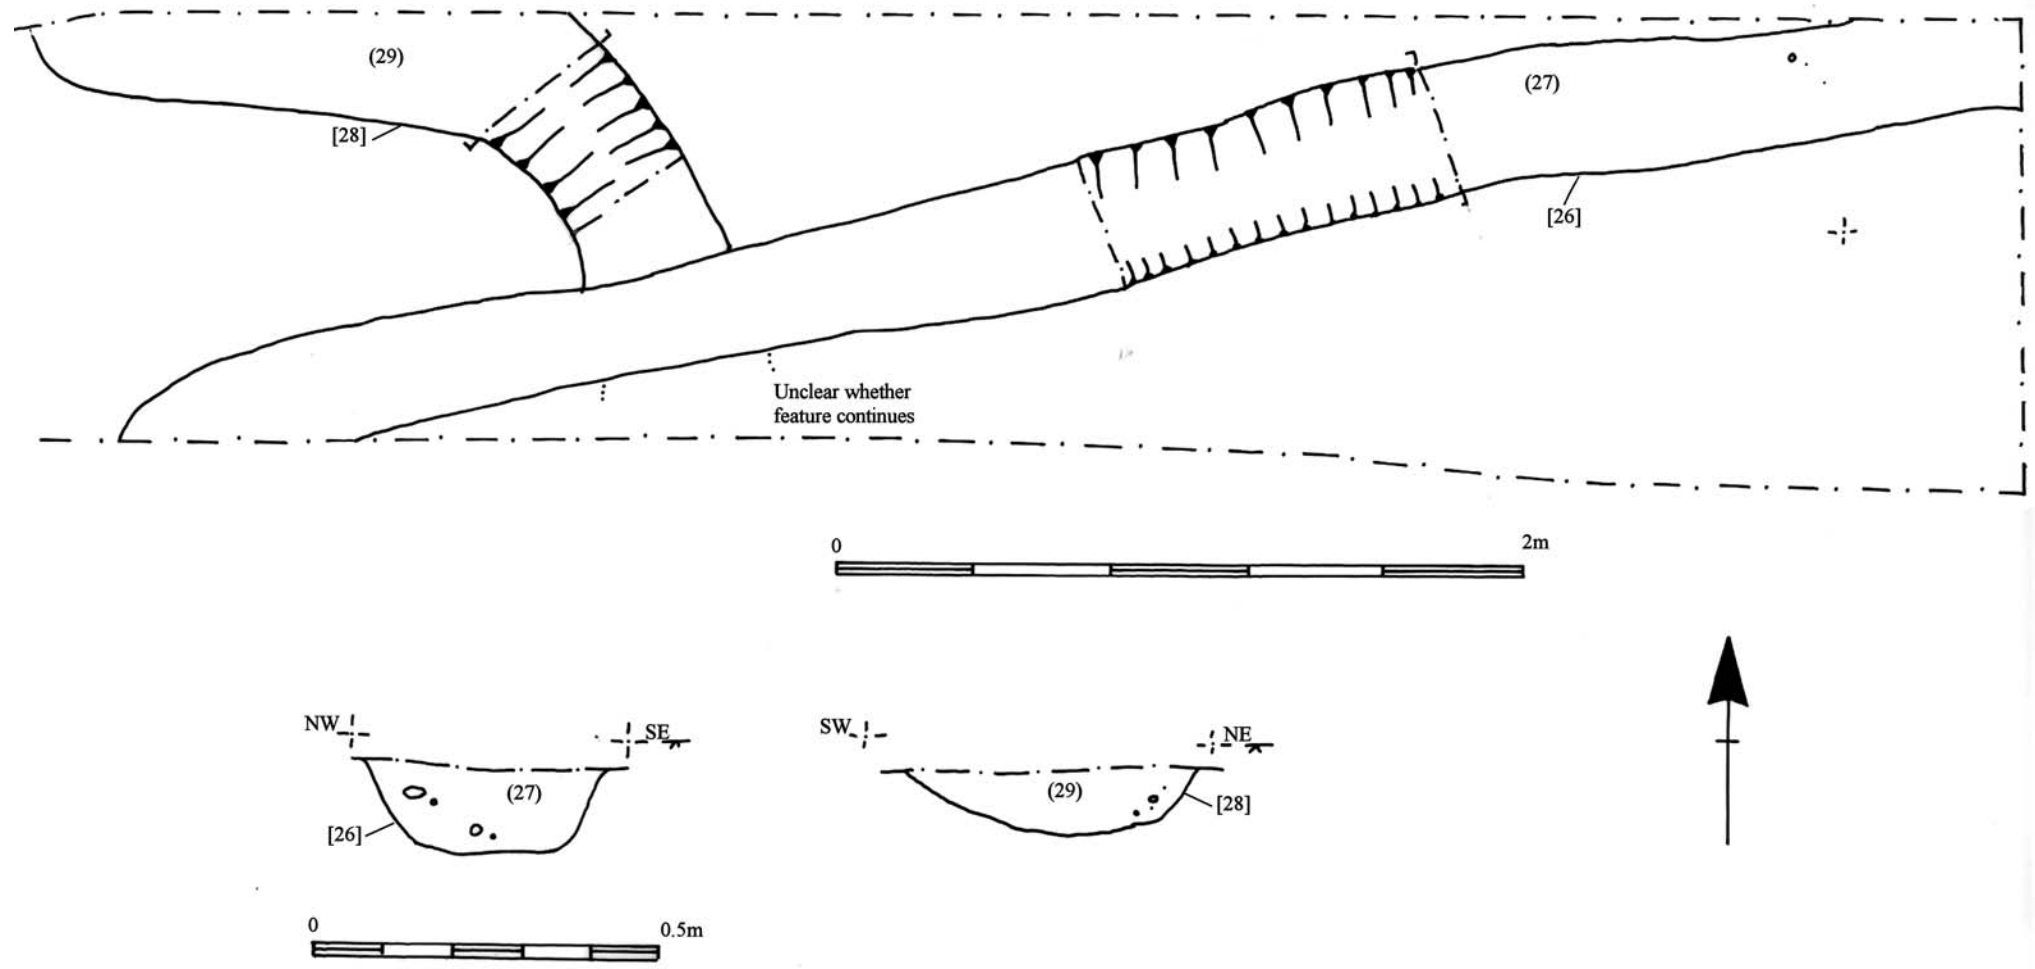 (29)
(27)
[28]
[26]
Unclear whether
feature continues
0 2m
NW SE
SW NE
(27)
(29)
[26]
[28]
0 0.5m